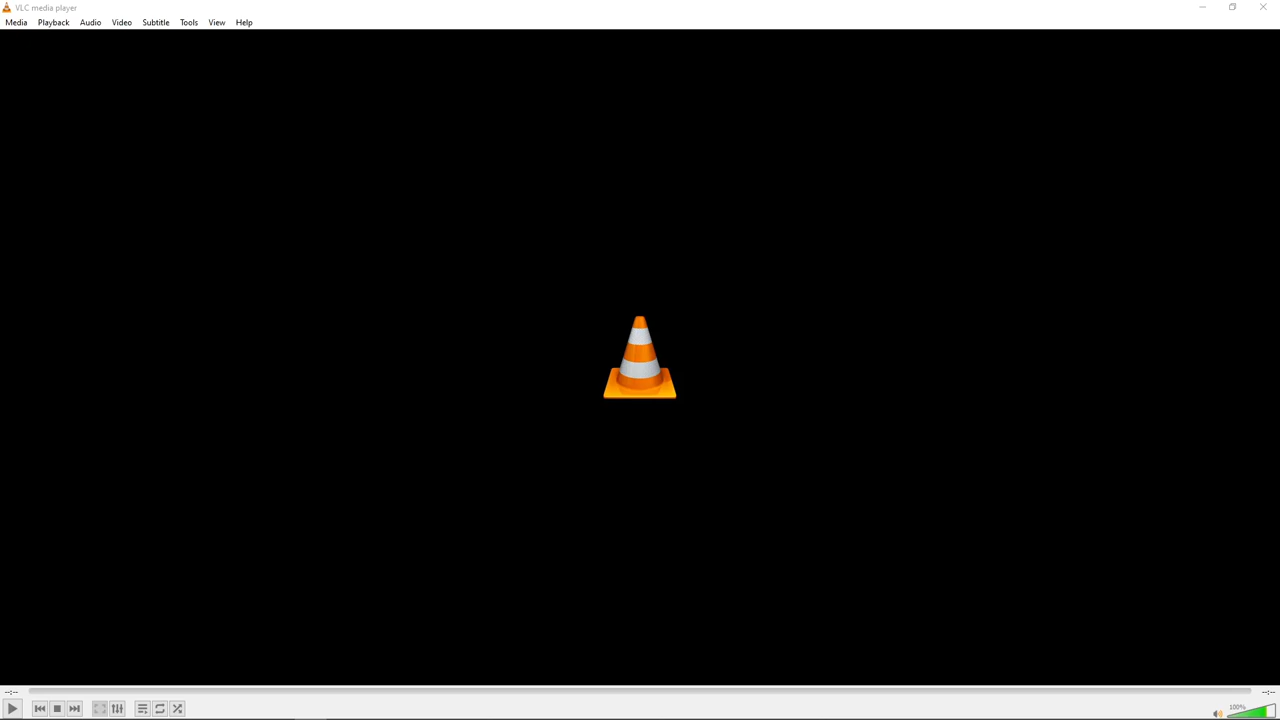 VLC media player
Media Playback Audio Video Subtitle Tools View Help
--:-- --:--
100%